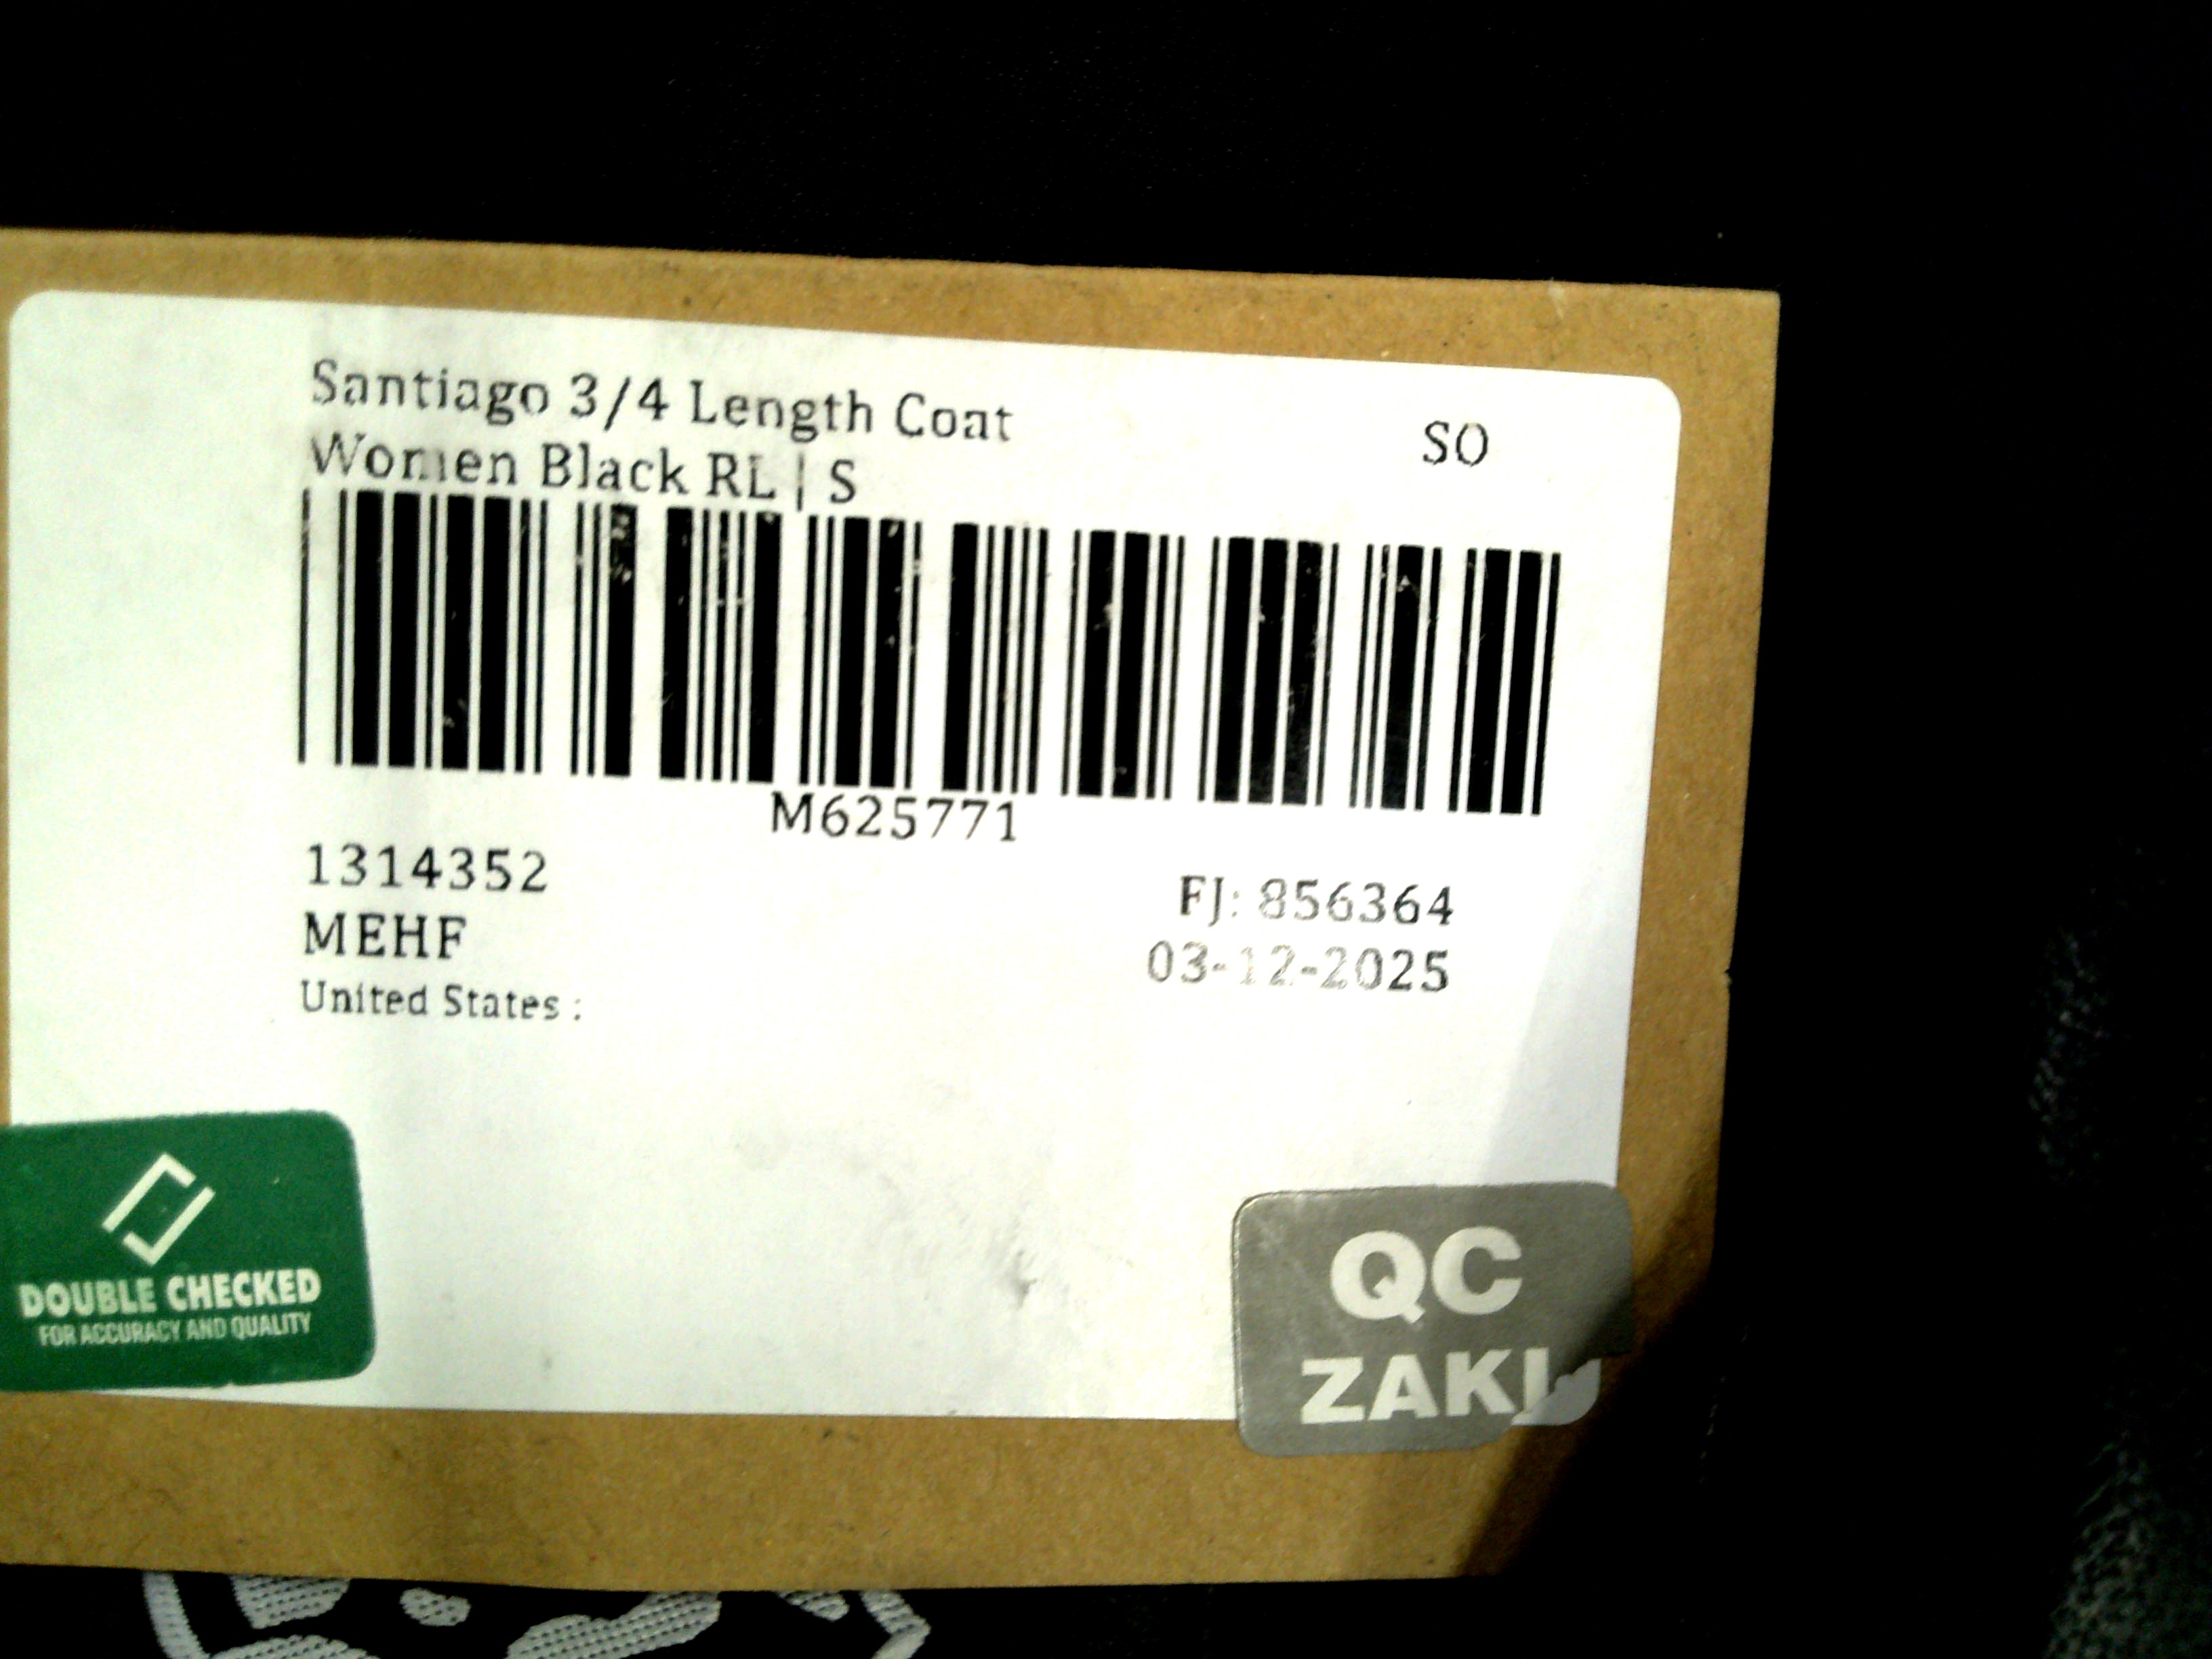 Santiago 3/4 Length Coat
Women Black RL | S
SO
M625771
1314352
MEHF
United States :
FJ: 856364
03-12-2025
DOUBLE CHECKED
FOR ACCURACY AND QUALITY
QC
ZAKI